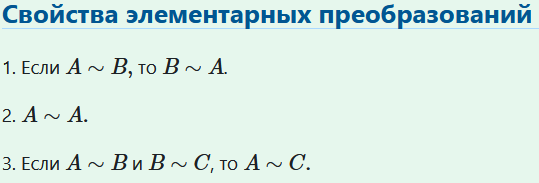 Свойства элементарных преобразований
1. Если A ∼ B, то B ∼ A.
2. A ∼ A.
3. Если A ∼ B и B ∼ C, то A ∼ C.